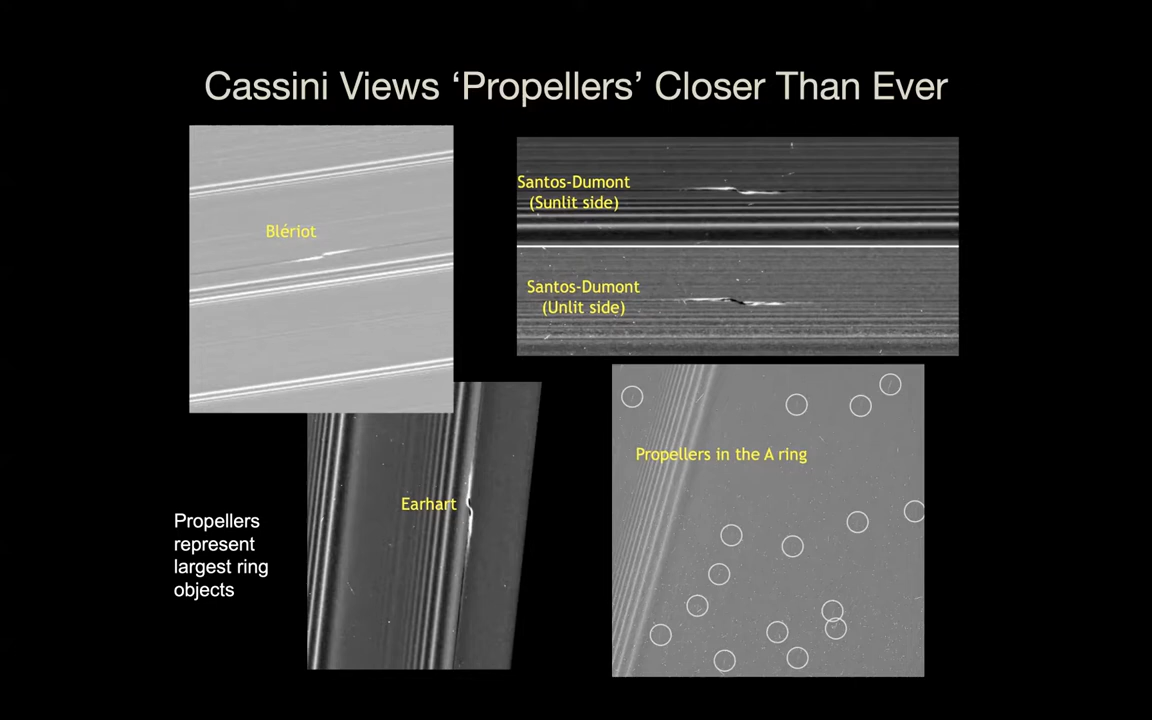 Cassini Views ‘Propellers’ Closer Than Ever
Blériot
Santos-Dumont
(Sunlit side)
Santos-Dumont
(Unlit side)
Earhart
Propellers in the A ring
Propellers
represent
largest ring
objects